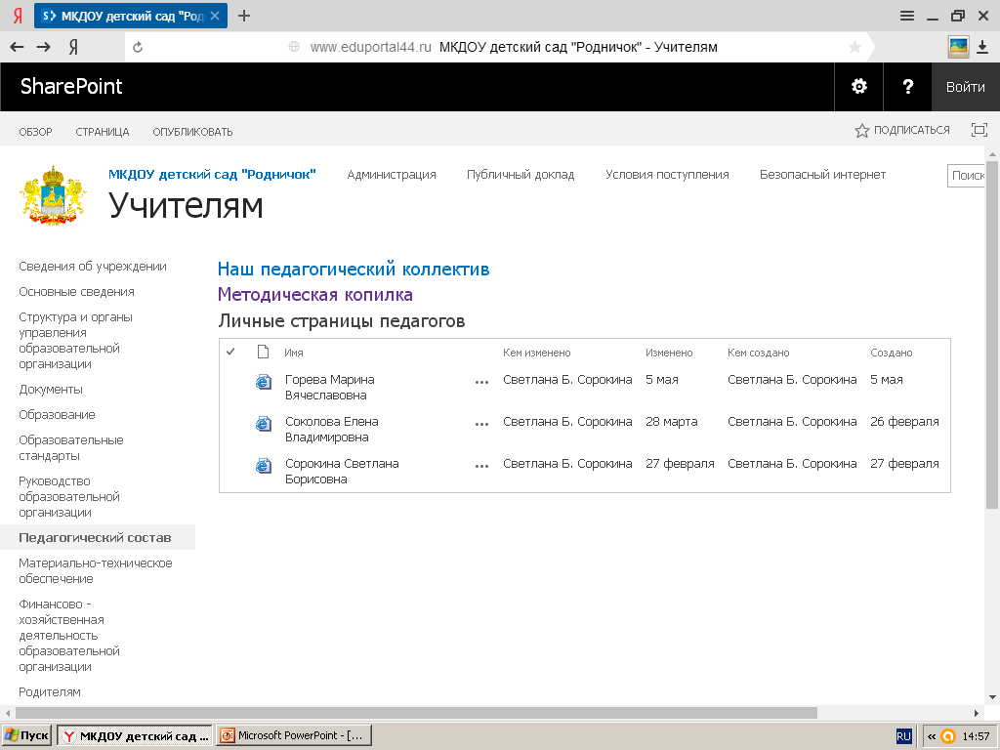 Я МКДОУ детский сад "Род
Я www.eduportal44.ru МКДОУ детский сад "Родничок" - Учителям
SharePoint ? Войти
ОБЗОР СТРАНИЦА ОПУБЛИКОВАТЬ ПОДПИСАТЬСЯ
МКДОУ детский сад "Родничок" Администрация Публичный доклад Условия поступления Безопасный интернет Поиск
Учителям
Сведения об учреждении
Основные сведения
Структура и органы
управления
образовательной
организации
Документы
Образование
Образовательные
стандарты
Руководство
образовательной
организации
Педагогический состав
Материально-техническое
обеспечение
Финансово -
хозяйственная
деятельность
образовательной
организации
Родителям
Наш педагогический коллектив
Методическая копилка
Личные страницы педагогов
Имя Кем изменено Изменено Кем создано Создано
Горева Марина
Вячеславовна ... Светлана Б. Сорокина 5 мая Светлана Б. Сорокина 5 мая
Соколова Елена
Владимировна ... Светлана Б. Сорокина 28 марта Светлана Б. Сорокина 26 февраля
Сорокина Светлана
Борисовна ... Светлана Б. Сорокина 27 февраля Светлана Б. Сорокина 27 февраля
Пуск МКДОУ детский сад ... Microsoft PowerPoint - [... RU « 14:57